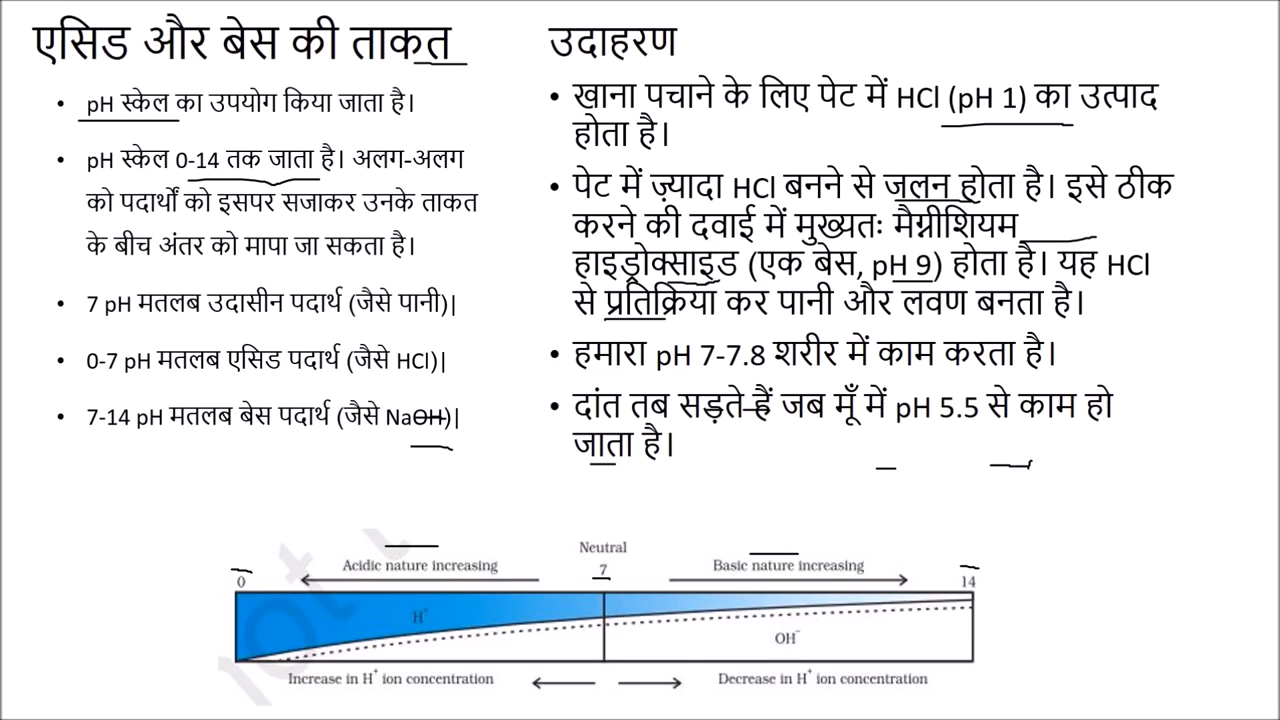 एसिड और बेस की ताकत
• pH स्केल का उपयोग किया जाता है।
• pH स्केल 0-14 तक जाता है। अलग-अलग
को पदार्थों को इसपर सजाकर उनके ताकत
के बीच अंतर को मापा जा सकता है।
• 7 pH मतलब उदासीन पदार्थ (जैसे पानी)|
• 0-7 pH मतलब एसिड पदार्थ (जैसे HCl)|
• 7-14 pH मतलब बेस पदार्थ (जैसे NaOH)|
उदाहरण
• खाना पचाने के लिए पेट में HCl (pH 1) का उत्पाद
होता है।
• पेट में ज़्यादा HCl बनने से जलन होता है। इसे ठीक
करने की दवाई में मुख्यतः मैग्नीशियम
हाइड्रोक्साइड (एक बेस, pH 9) होता है। यह HCl
से प्रतिक्रिया कर पानी और लवण बनता है।
• हमारा pH 7-7.8 शरीर में काम करता है।
• दांत तब सड़ते हैं जब मूँ में pH 5.5 से काम हो
जाता है।
Neutral
Acidic nature increasing
Basic nature increasing
0
7
14
H⁺
OH⁻
Increase in H⁺ ion concentration
Decrease in H⁺ ion concentration
not t